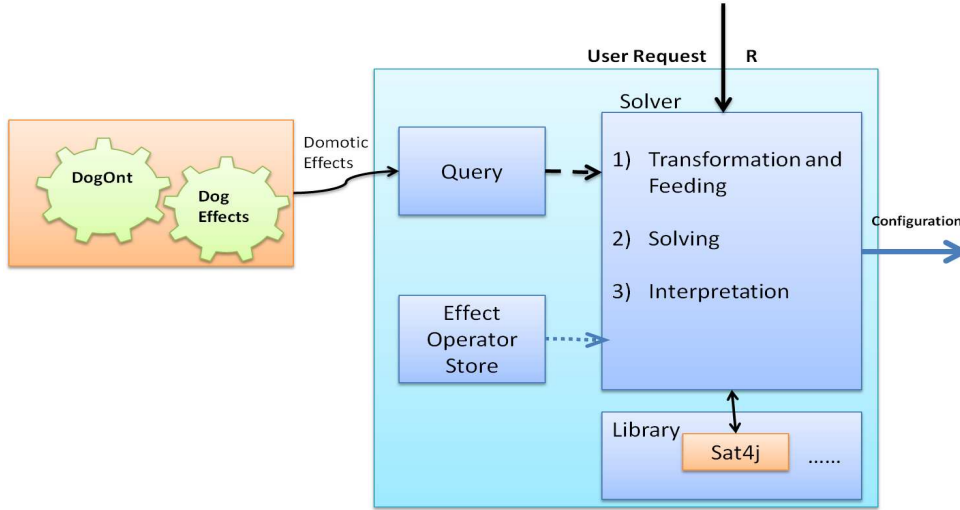 User Request R
Solver
Domotic
Effects
DogOnt
Dog
Effects
Query
1) Transformation and
Feeding
2) Solving
3) Interpretation
Configuration
Effect
Operator
Store
Library
Sat4j
......